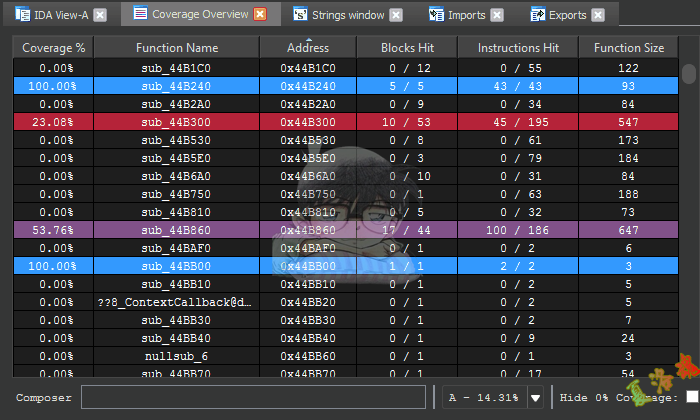 IDA View-A Coverage Overview Strings window Imports Exports
Coverage % Function Name Address Blocks Hit Instructions Hit Function Size
0.00% sub_44B1C0 0x44B1C0 0 / 12 0 / 55 122
100.00% sub_44B240 0x44B240 5 / 5 43 / 43 93
0.00% sub_44B2A0 0x44B2A0 0 / 9 0 / 34 84
23.08% sub_44B300 0x44B300 10 / 53 45 / 195 547
0.00% sub_44B530 0x44B530 0 / 8 0 / 61 173
0.00% sub_44B5E0 0x44B5E0 0 / 3 0 / 79 184
0.00% sub_44B6A0 0x44B6A0 0 / 10 0 / 31 84
0.00% sub_44B750 0x44B750 0 / 1 0 / 63 188
0.00% sub_44B810 0x44B810 0 / 5 0 / 32 73
53.76% sub_44B860 0x44B860 17 / 44 100 / 186 647
0.00% sub_44BAF0 0x44BAF0 0 / 1 0 / 2 6
100.00% sub_44BB00 0x44BB00 1 / 1 2 / 2 3
0.00% sub_44BB10 0x44BB10 0 / 1 0 / 2 5
0.00% ??8_ContextCallback@d… 0x44BB20 0 / 1 0 / 2 5
0.00% sub_44BB30 0x44BB30 0 / 1 0 / 2 7
0.00% sub_44BB40 0x44BB40 0 / 1 0 / 9 24
0.00% nullsub_6 0x44BB60 0 / 1 0 / 1 3
0.00% sub_44BB70 0x44BB70 0 / 1 0 / 17 54
Composer A - 14.31% Hide 0% Coverage: